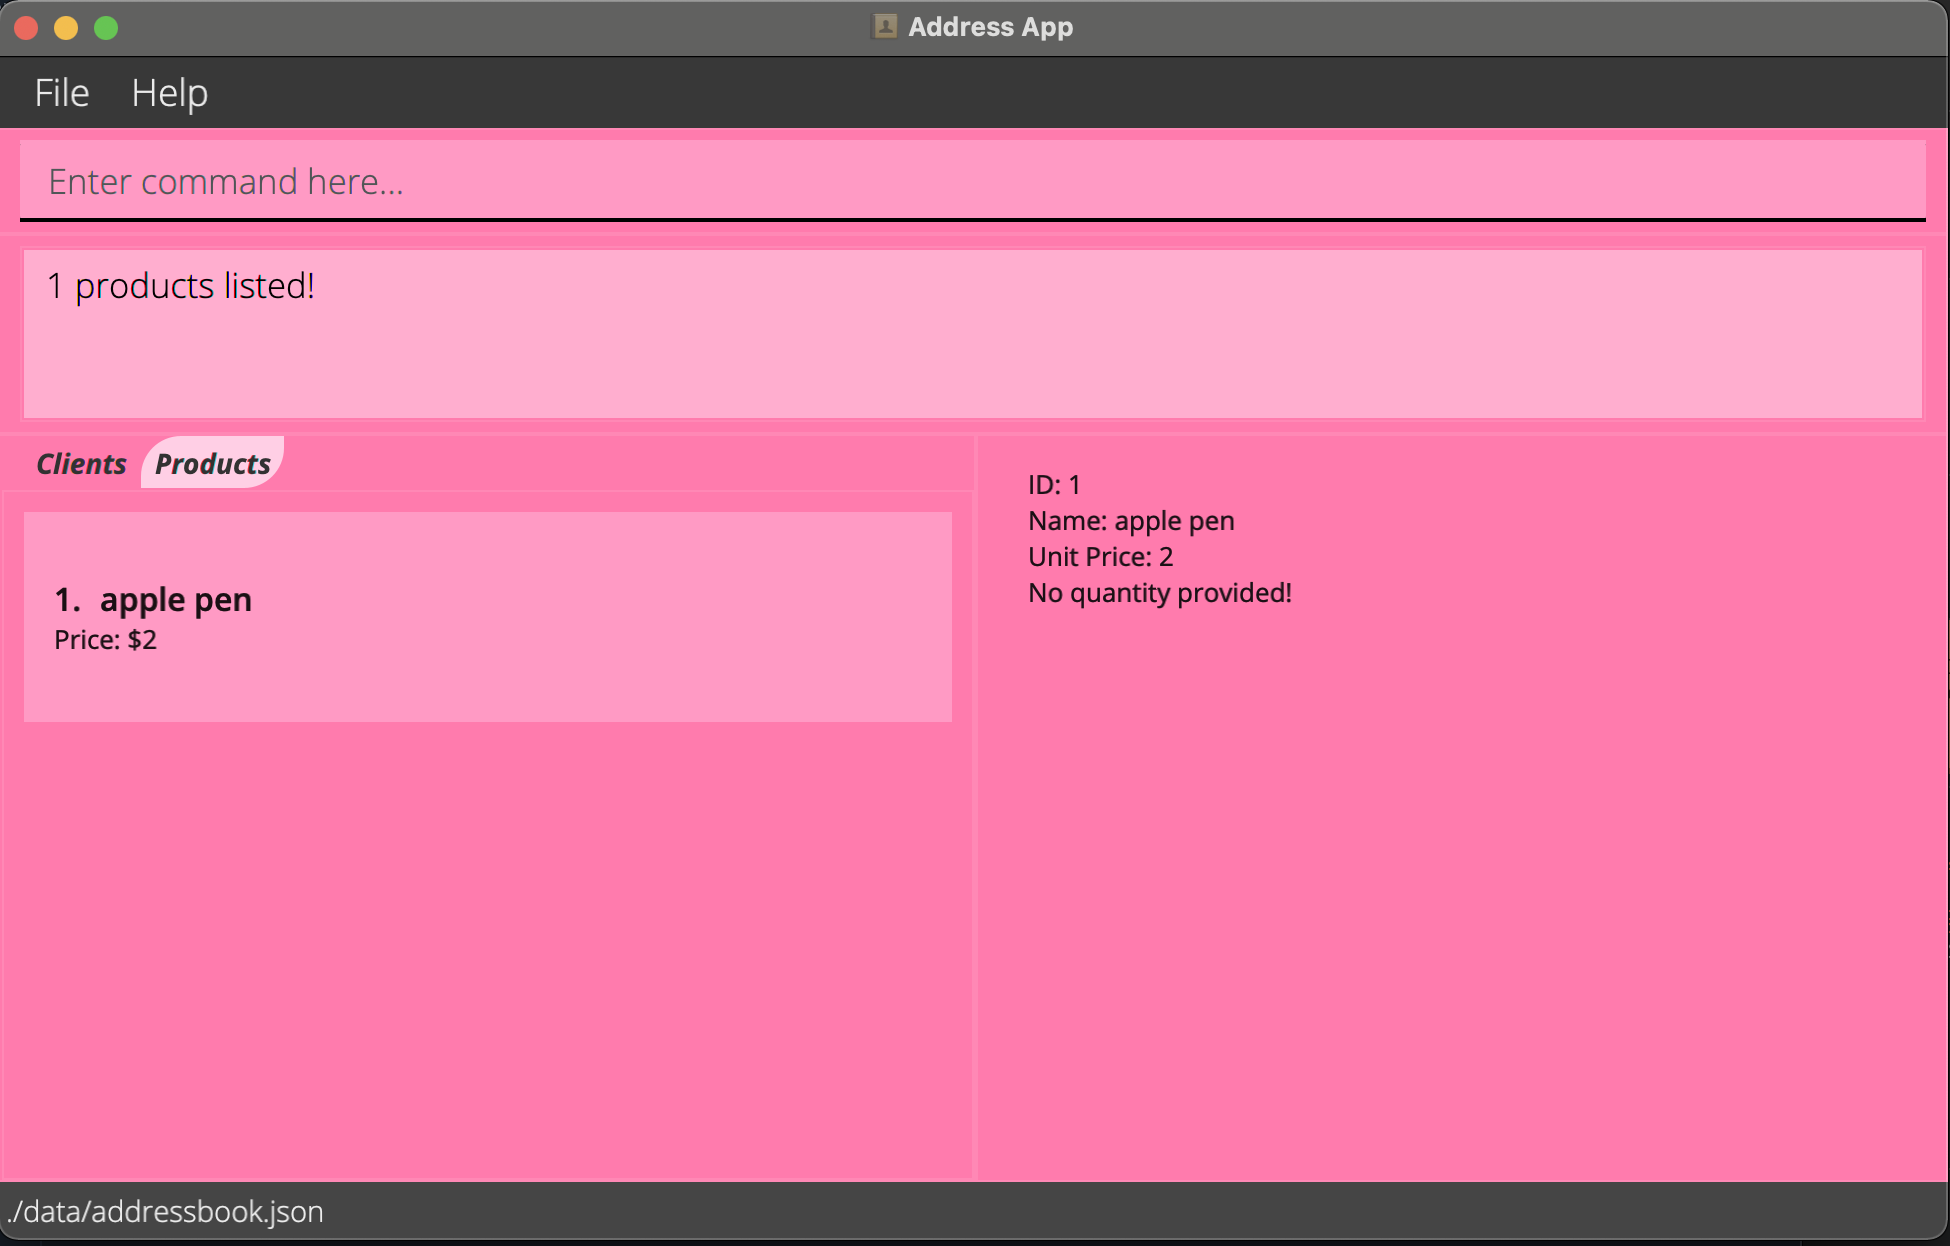 Address App
File Help
Enter command here...
1 products listed!
Clients Products
1. apple pen
Price: $2
ID: 1
Name: apple pen
Unit Price: 2
No quantity provided!
./data/addressbook.json